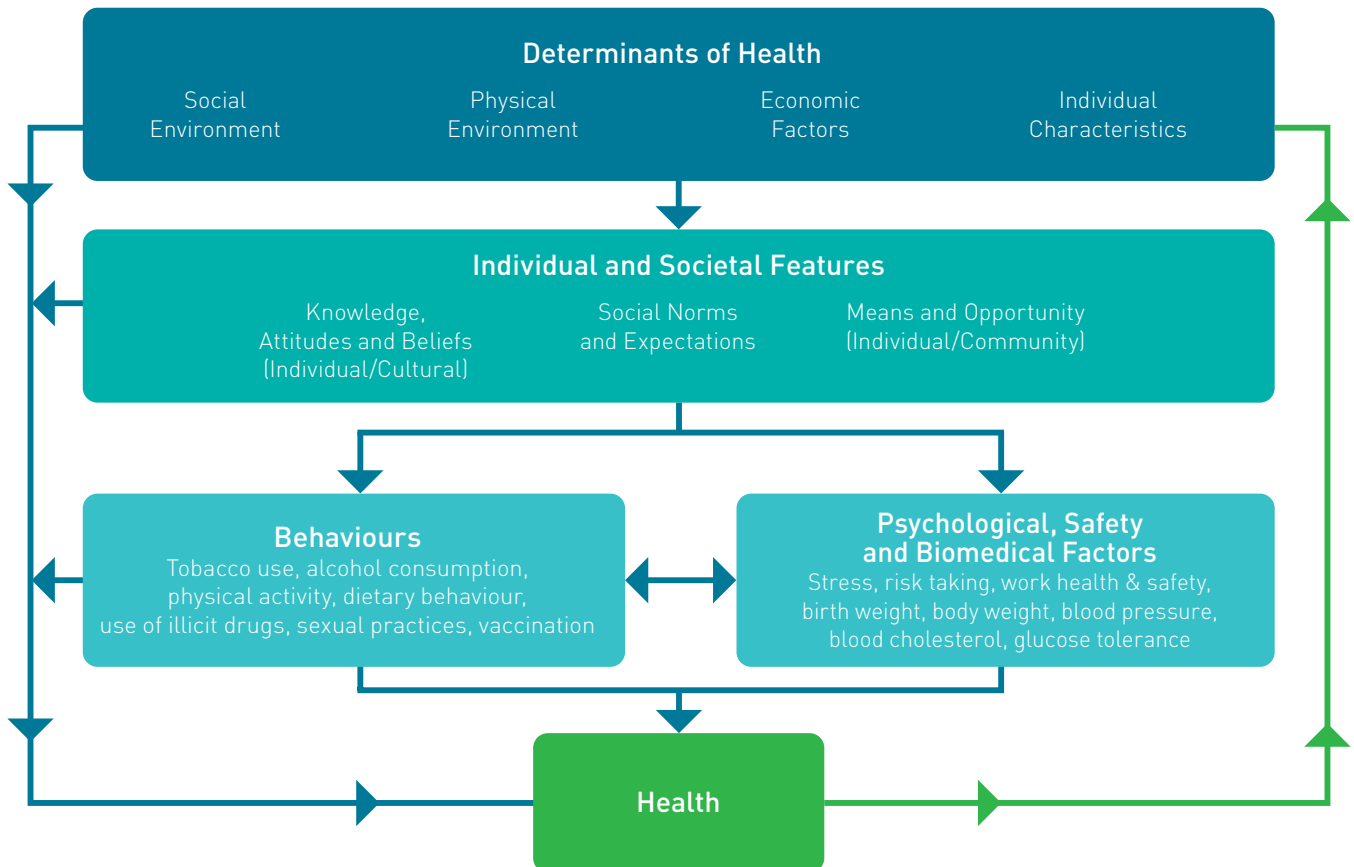 Determinants of Health
Social
Environment
Physical
Environment
Economic
Factors
Individual
Characteristics
Individual and Societal Features
Knowledge,
Attitudes and Beliefs
(Individual/Cultural)
Social Norms
and Expectations
Means and Opportunity
(Individual/Community)
Behaviours
Tobacco use, alcohol consumption,
physical activity, dietary behaviour,
use of illicit drugs, sexual practices, vaccination
Psychological, Safety
and Biomedical Factors
Stress, risk taking, work health & safety,
birth weight, body weight, blood pressure,
blood cholesterol, glucose tolerance
Health